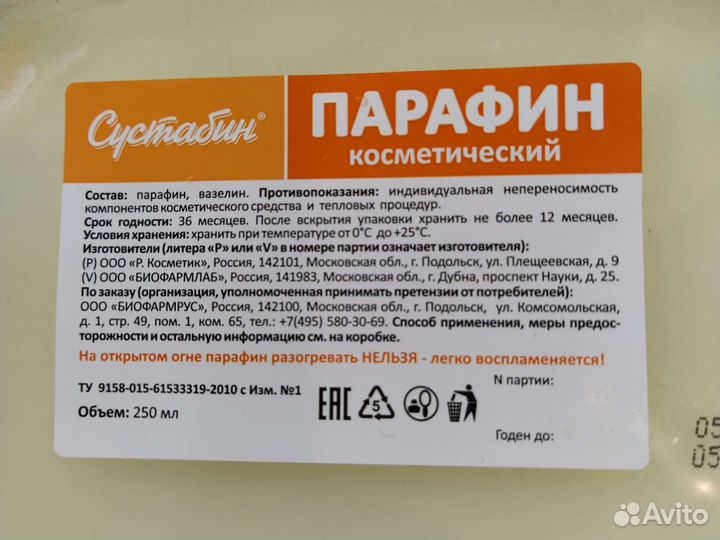 Сустабин®
ПАРАФИН
косметический
Состав: парафин, вазелин. Противопоказания: индивидуальная непереносимость
компонентов косметического средства и тепловых процедур.
Срок годности: 36 месяцев. После вскрытия упаковки хранить не более 12 месяцев.
Условия хранения: хранить при температуре от 0°С до +25°С.
Изготовители (литера «Р» или «V» в номере партии означает изготовителя):
(Р) ООО «Р. Косметик», Россия, 142101, Московская обл., г. Подольск, ул. Плещеевская, д. 9
(V) ООО «БИОФАРМЛАБ», Россия, 141983, Московская обл., г. Дубна, проспект Науки, д. 25.
По заказу (организация, уполномоченная принимать претензии от потребителей):
ООО «БИОФАРМРУС», Россия, 142100, Московская обл., г. Подольск, ул. Комсомольская,
д. 1, стр. 49, пом. 1, ком. 65, тел.: +7(495) 580-30-69. Способ применения, меры предос-
торожности и остальную информацию см. на коробке.
На открытом огне парафин разогревать НЕЛЬЗЯ - легко воспламеняется!
ТУ 9158-015-61533319-2010 с Изм. №1
Объем: 250 мл
EAC
5
N партии:
Годен до:
05
05
Avito